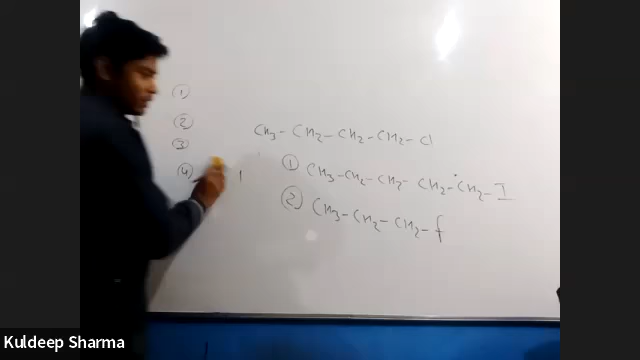 ①
②
③
④
CH₃-CH₂-CH₂-CH₂-Cl
① CH₃-CH₂-CH₂-CH₂-CH₂-I
② CH₃-CH₂-CH₂-f
Kuldeep Sharma